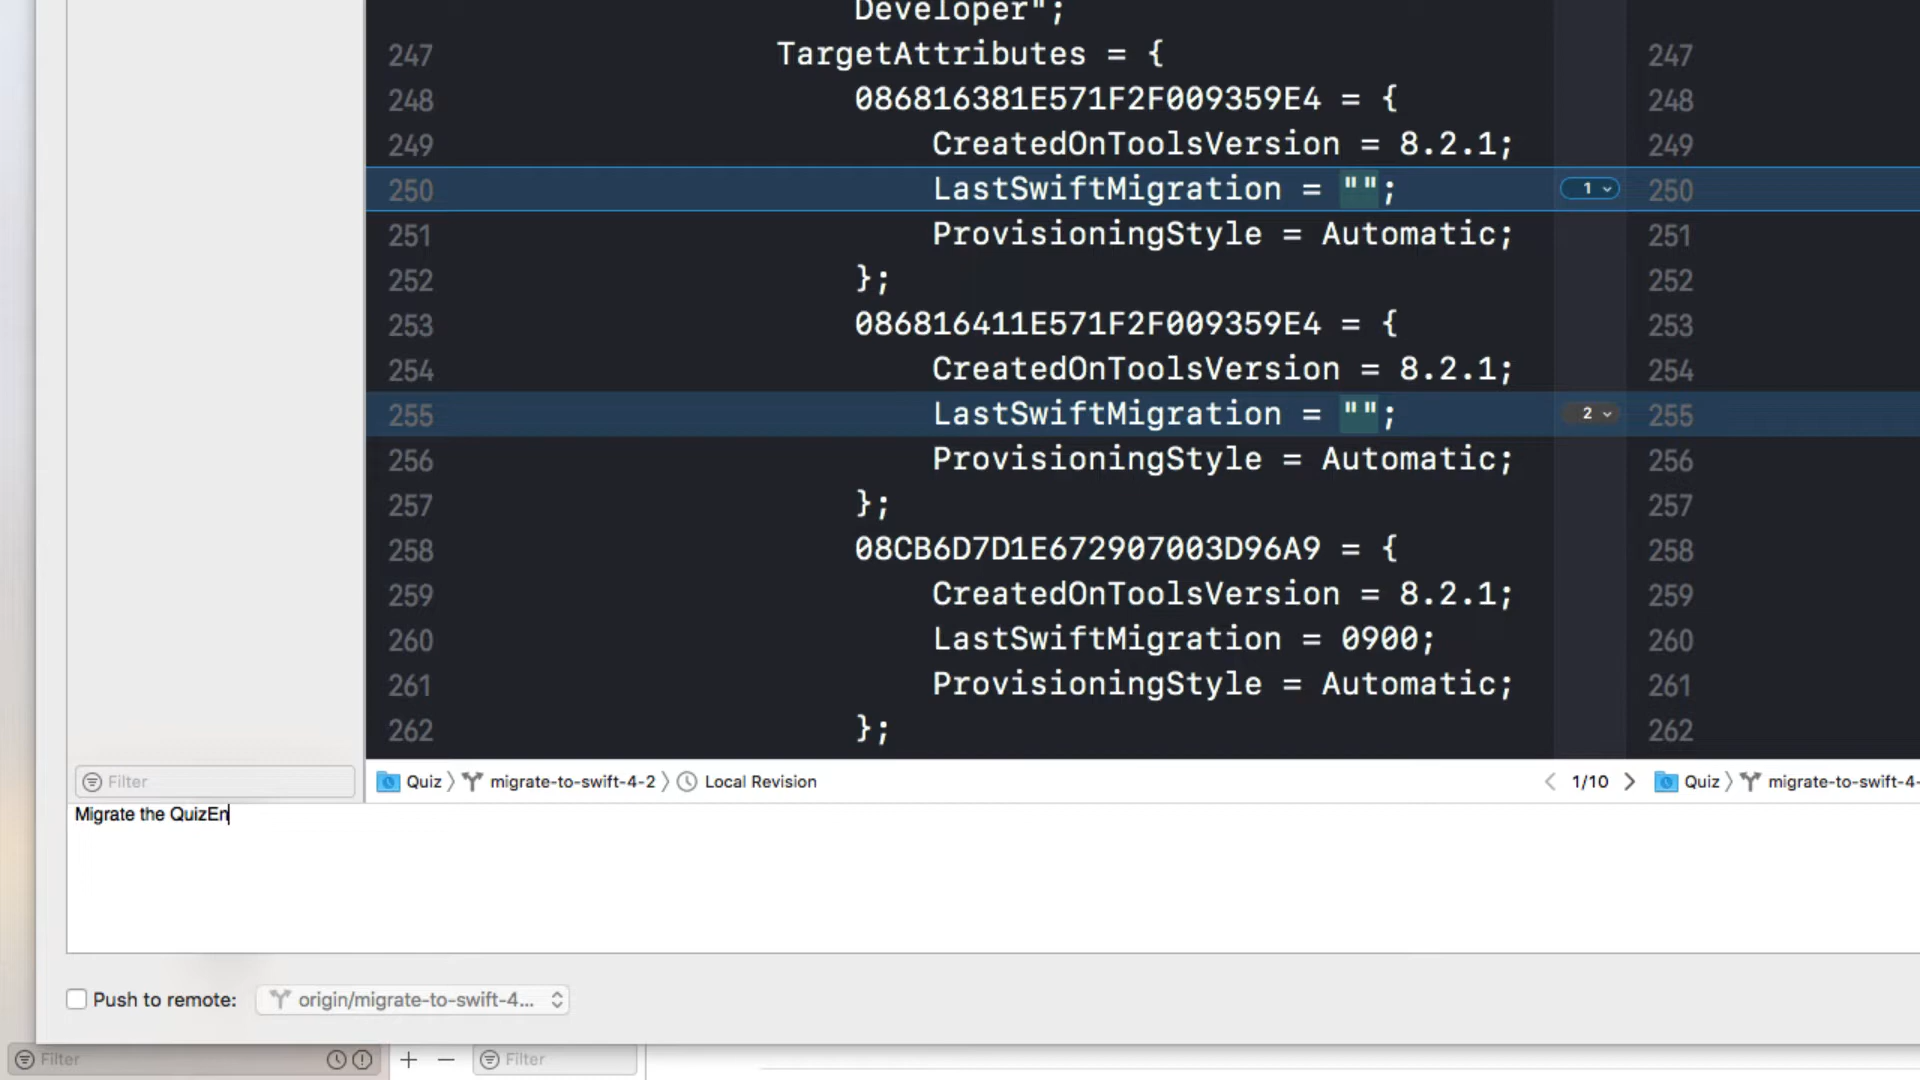 Developer";
247 TargetAttributes = { 247
248 086816381E571F2F009359E4 = { 248
249 CreatedOnToolsVersion = 8.2.1; 249
250 LastSwiftMigration = ""; 1 250
251 ProvisioningStyle = Automatic; 251
252 }; 252
253 086816411E571F2F009359E4 = { 253
254 CreatedOnToolsVersion = 8.2.1; 254
255 LastSwiftMigration = ""; 2 255
256 ProvisioningStyle = Automatic; 256
257 }; 257
258 08CB6D7D1E672907003D96A9 = { 258
259 CreatedOnToolsVersion = 8.2.1; 259
260 LastSwiftMigration = 0900; 260
261 ProvisioningStyle = Automatic; 261
262 }; 262
Filter Quiz 〉 migrate-to-swift-4-2 〉 Local Revision 1/10 Quiz 〉 migrate-to-swift-4-
Migrate the QuizEn
Push to remote: origin/migrate-to-swift-4...
Filter + − Filter